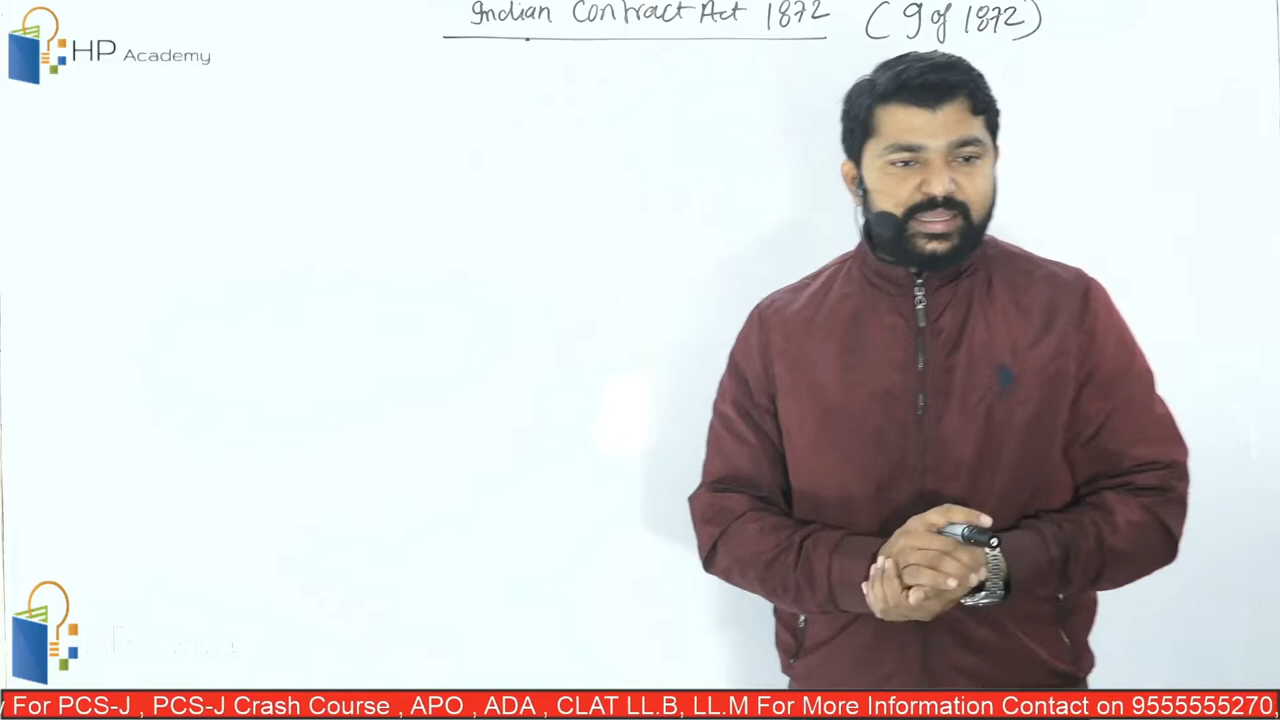 Indian Contract Act 1872 ( 9 of 1872)
HP Academy
y For PCS-J , PCS-J Crash Course , APO , ADA , CLAT LL.B, LL.M For More Information Contact on 9555555270,